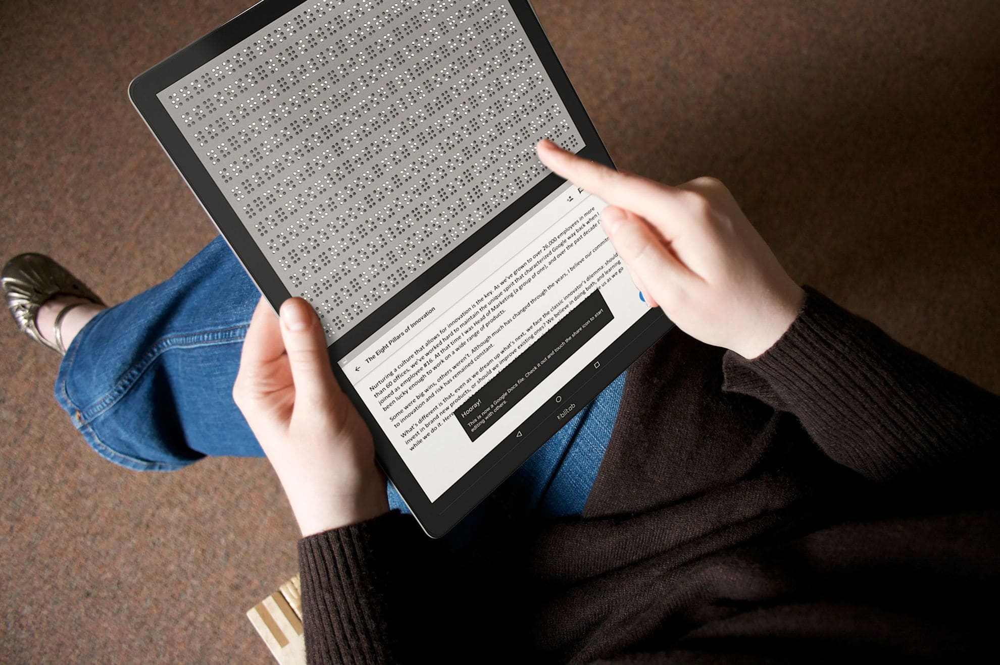 The Eight Pillars of Innovation
Nurturing a culture that allows for innovation is the key. As we've grown to over 26,000 employees in more
than 60 offices, we've worked hard to maintain the unique spirit that characterized Google way back when I
joined as employee #16. At that time I was Head of Marketing (a group of one), and over the past decade I'
been lucky enough to work on a wide range of products.
Some were big wins, others weren't. Although much has changed through the years, I believe our commitm
to innovation and risk has remained constant.
What's different is that, even as we dream up what's next, we face the classic innovator's dilemma: should
invest in brand new products, or should we improve existing ones? We believe in doing both, and learning
while we do it. Here us as we go
Hooray!
This is now a Google Docs file. Check it out and touch the share icon to start
editing with others.
blitab